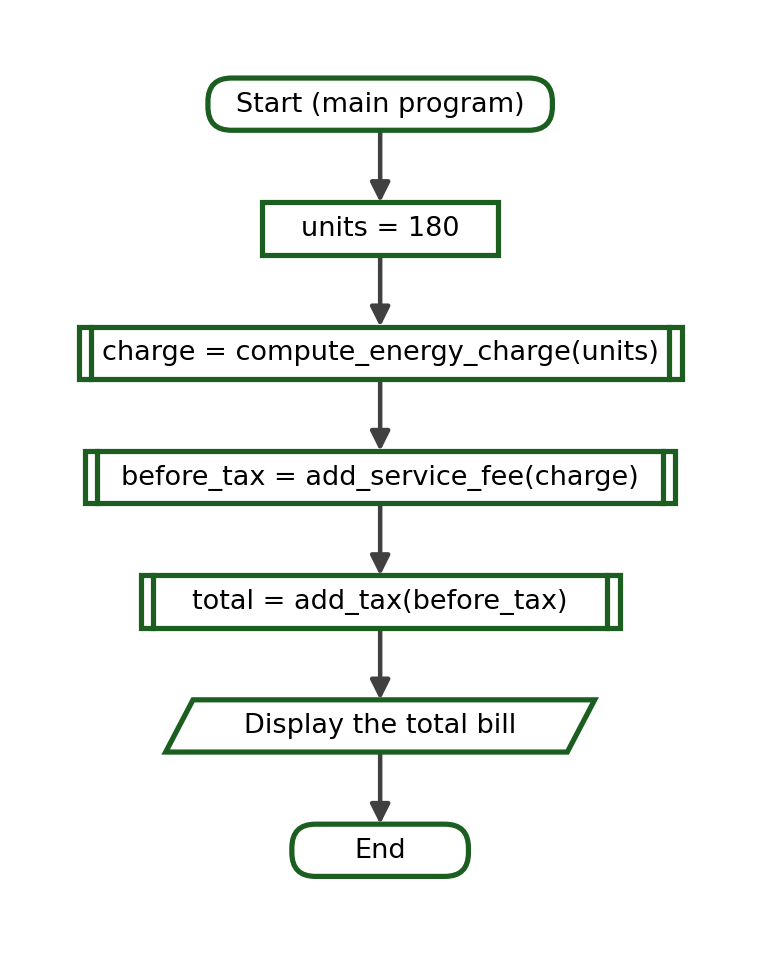 Start (main program)
units = 180
charge = compute_energy_charge(units)
before_tax = add_service_fee(charge)
total = add_tax(before_tax)
Display the total bill
End